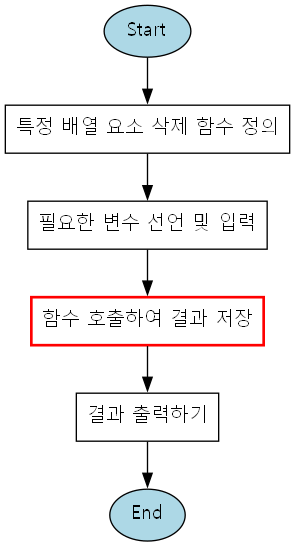 Start
특정 배열 요소 삭제 함수 정의
필요한 변수 선언 및 입력
함수 호출하여 결과 저장
결과 출력하기
End